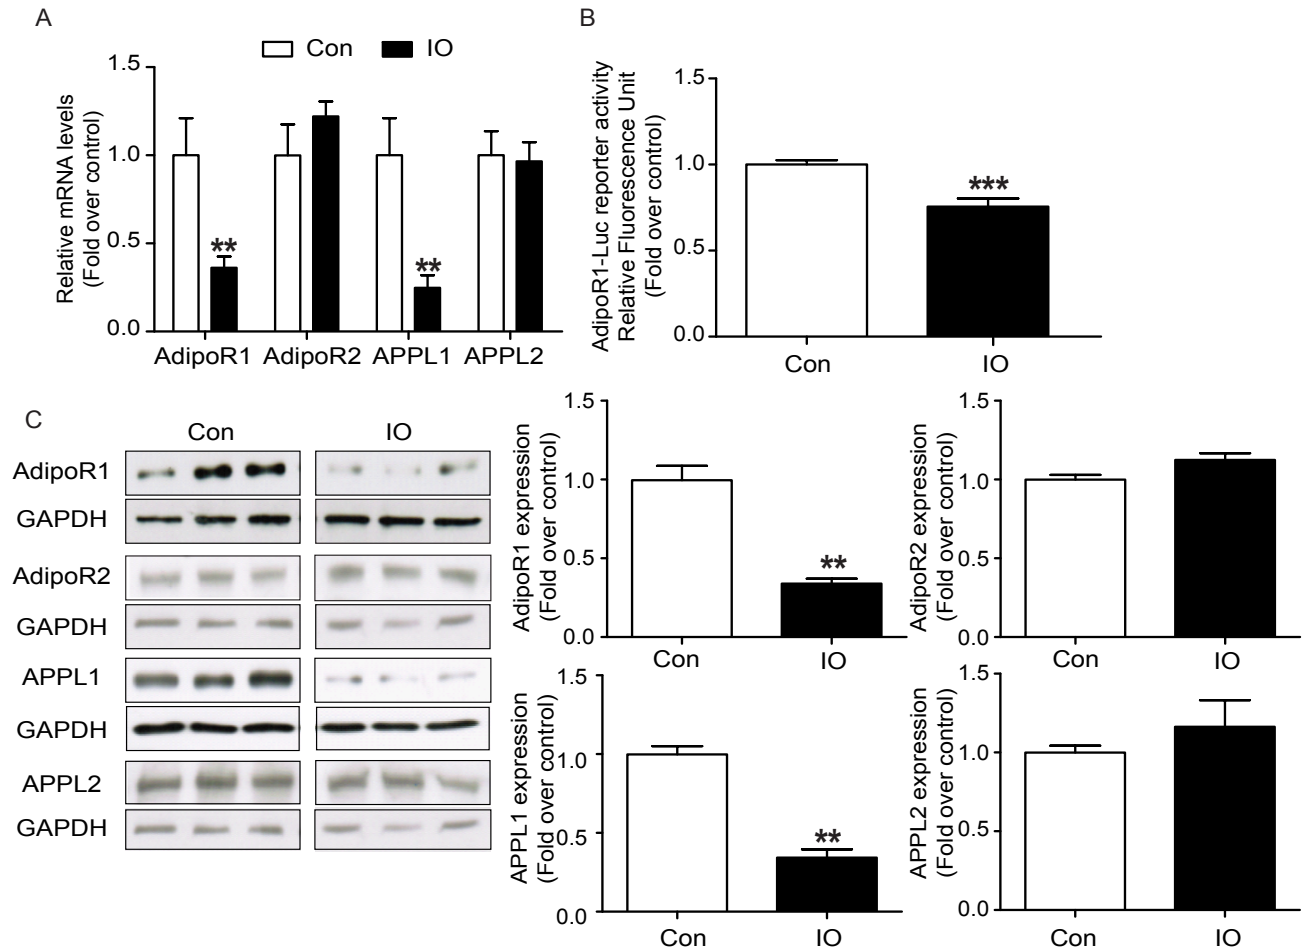 A
Con IO
Relative mRNA levels
(Fold over control)
1.5
1.0
0.5
0.0
**
**
AdipoR1 AdipoR2 APPL1 APPL2
B
AdipoR1-Luc reporter activity
Relative Fluorescence Unit
(Fold over control)
1.5
1.0
0.5
0.0
***
Con IO
C
Con IO
AdipoR1
GAPDH
AdipoR2
GAPDH
APPL1
GAPDH
APPL2
GAPDH
AdipoR1 expression
(Fold over control)
1.5
1.0
0.5
0.0
**
Con IO
AdipoR2 expression
(Fold over control)
1.5
1.0
0.5
0.0
Con IO
APPL1 expression
(Fold over control)
1.5
1.0
0.5
0.0
**
Con IO
APPL2 expression
(Fold over control)
1.5
1.0
0.5
0.0
Con IO